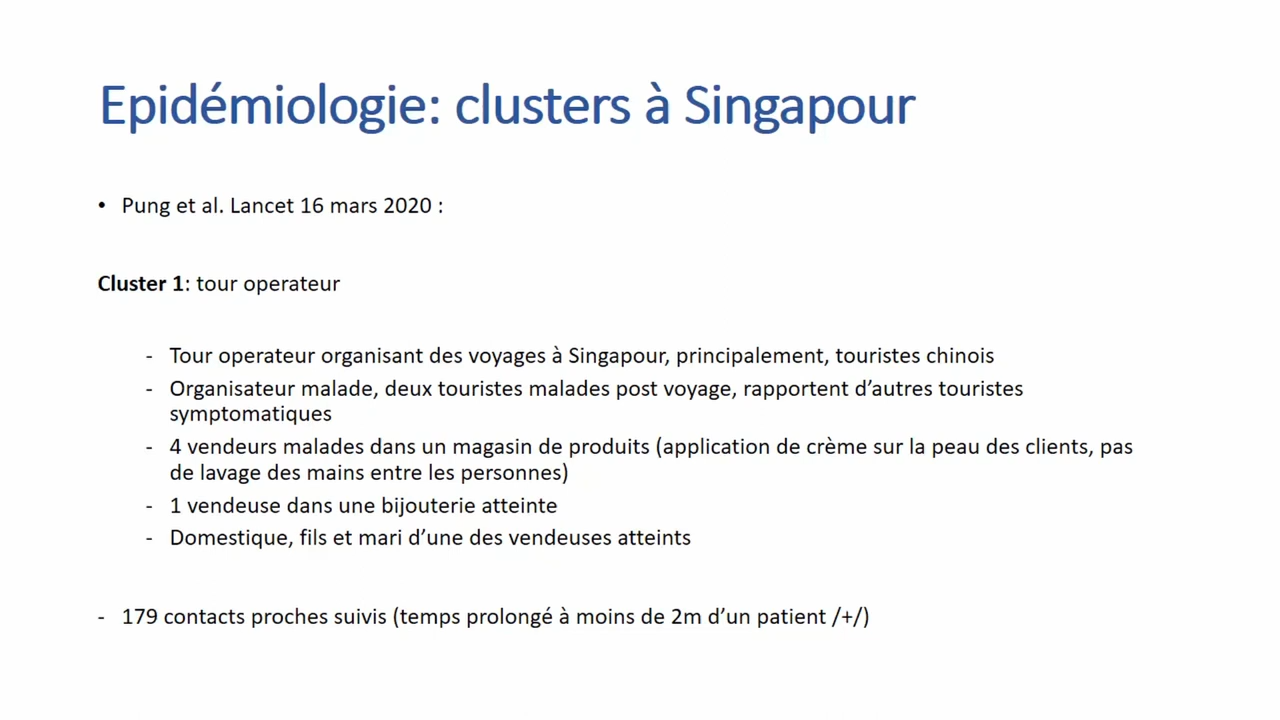 Epidémiologie: clusters à Singapour
• Pung et al. Lancet 16 mars 2020 :
Cluster 1: tour operateur
- Tour operateur organisant des voyages à Singapour, principalement, touristes chinois
- Organisateur malade, deux touristes malades post voyage, rapportent d’autres touristes
symptomatiques
- 4 vendeurs malades dans un magasin de produits (application de crème sur la peau des clients, pas
de lavage des mains entre les personnes)
- 1 vendeuse dans une bijouterie atteinte
- Domestique, fils et mari d’une des vendeuses atteints
- 179 contacts proches suivis (temps prolongé à moins de 2m d’un patient /+/)